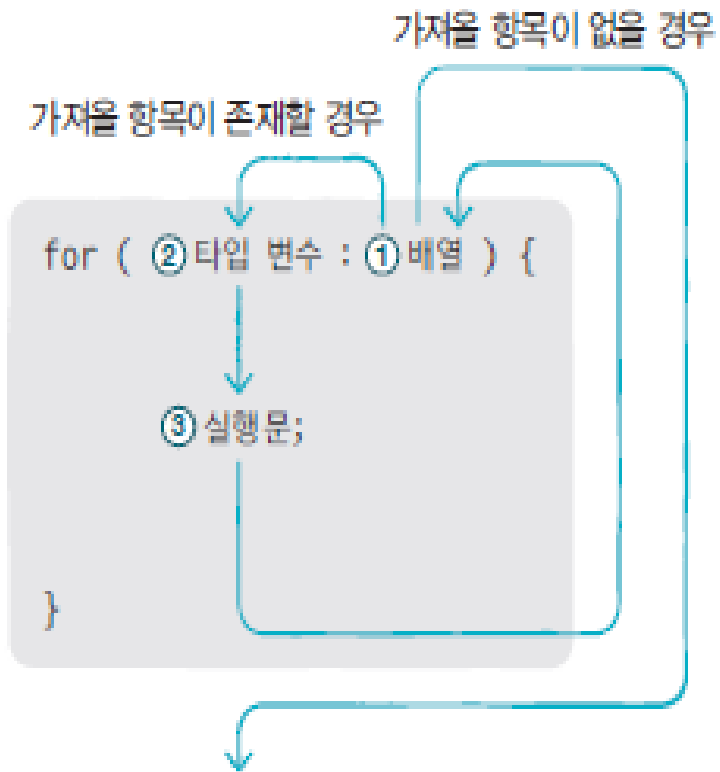 가져올 항목이 없을 경우
가져올 항목이 존재할 경우
for ( ② 타입 변수 : ① 배열 ) {
③ 실행문;
}